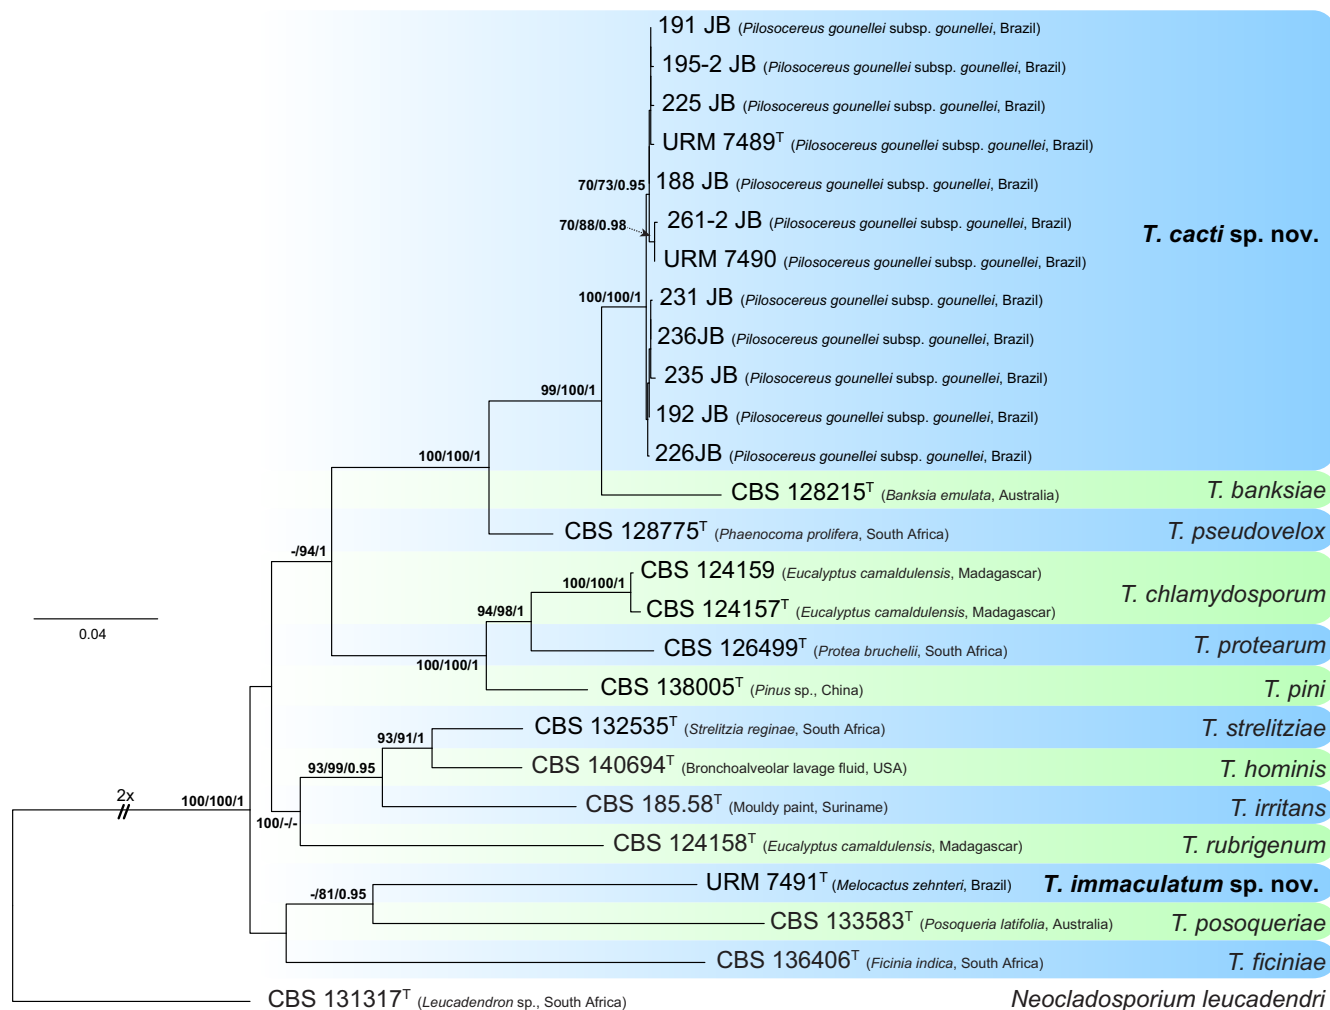 191 JB (Pilosocereus gounellei subsp. gounellei, Brazil)
195-2 JB (Pilosocereus gounellei subsp. gounellei, Brazil)
225 JB (Pilosocereus gounellei subsp. gounellei, Brazil)
URM 7489T (Pilosocereus gounellei subsp. gounellei, Brazil)
70/73/0.95
188 JB (Pilosocereus gounellei subsp. gounellei, Brazil)
70/88/0.98
261-2 JB (Pilosocereus gounellei subsp. gounellei, Brazil)
T. cacti sp. nov.
URM 7490 (Pilosocereus gounellei subsp. gounellei, Brazil)
100/100/1
231 JB (Pilosocereus gounellei subsp. gounellei, Brazil)
236JB (Pilosocereus gounellei subsp. gounellei, Brazil)
235 JB (Pilosocereus gounellei subsp. gounellei, Brazil)
99/100/1
192 JB (Pilosocereus gounellei subsp. gounellei, Brazil)
226JB (Pilosocereus gounellei subsp. gounellei, Brazil)
100/100/1
CBS 128215T (Banksia emulata, Australia)
T. banksiae
CBS 128775T (Phaenocoma prolifera, South Africa)
T. pseudovelox
-/94/1
CBS 124159 (Eucalyptus camaldulensis, Madagascar)
100/100/1
T. chlamydosporum
CBS 124157T (Eucalyptus camaldulensis, Madagascar)
94/98/1
0.04
CBS 126499T (Protea bruchelii, South Africa)
T. protearum
100/100/1
CBS 138005T (Pinus sp., China)
T. pini
CBS 132535T (Strelitzia reginae, South Africa)
T. strelitziae
93/91/1
CBS 140694T (Bronchoalveolar lavage fluid, USA)
T. hominis
93/99/0.95
2x
100/100/1
CBS 185.58T (Mouldy paint, Suriname)
T. irritans
100/-/-
CBS 124158T (Eucalyptus camaldulensis, Madagascar)
T. rubrigenum
URM 7491T (Melocactus zehnteri, Brazil)
T. immaculatum sp. nov.
-/81/0.95
CBS 133583T (Posoqueria latifolia, Australia)
T. posoqueriae
CBS 136406T (Ficinia indica, South Africa)
T. ficiniae
CBS 131317T (Leucadendron sp., South Africa)
Neocladosporium leucadendri